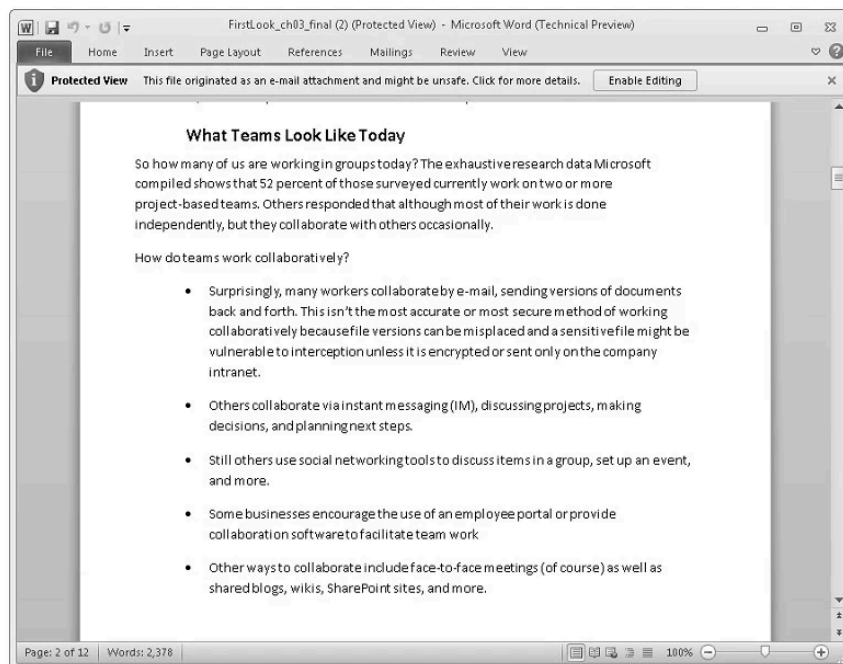 FirstLook_ch03_final (2) (Protected View) - Microsoft Word (Technical Preview)
File Home Insert Page Layout References Mailings Review View
Protected View This file originated as an e-mail attachment and might be unsafe. Click for more details. Enable Editing
What Teams Look Like Today
So how many of us are working in groups today? The exhaustive research data Microsoft
compiled shows that 52 percent of those surveyed currently work on two or more
project-based teams. Others responded that although most of their work is done
independently, but they collaborate with others occasionally.
How do teams work collaboratively?
• Surprisingly, many workers collaborate by e-mail, sending versions of documents
back and forth. This isn't the most accurate or most secure method of working
collaboratively because file versions can be misplaced and a sensitive file might be
vulnerable to interception unless it is encrypted or sent only on the company
intranet.
• Others collaborate via instant messaging (IM), discussing projects, making
decisions, and planning next steps.
• Still others use social networking tools to discuss items in a group, set up an event,
and more.
• Some businesses encourage the use of an employee portal or provide
collaboration software to facilitate team work
• Other ways to collaborate include face-to-face meetings (of course) as well as
shared blogs, wikis, SharePoint sites, and more.
Page: 2 of 12 Words: 2,378 100%